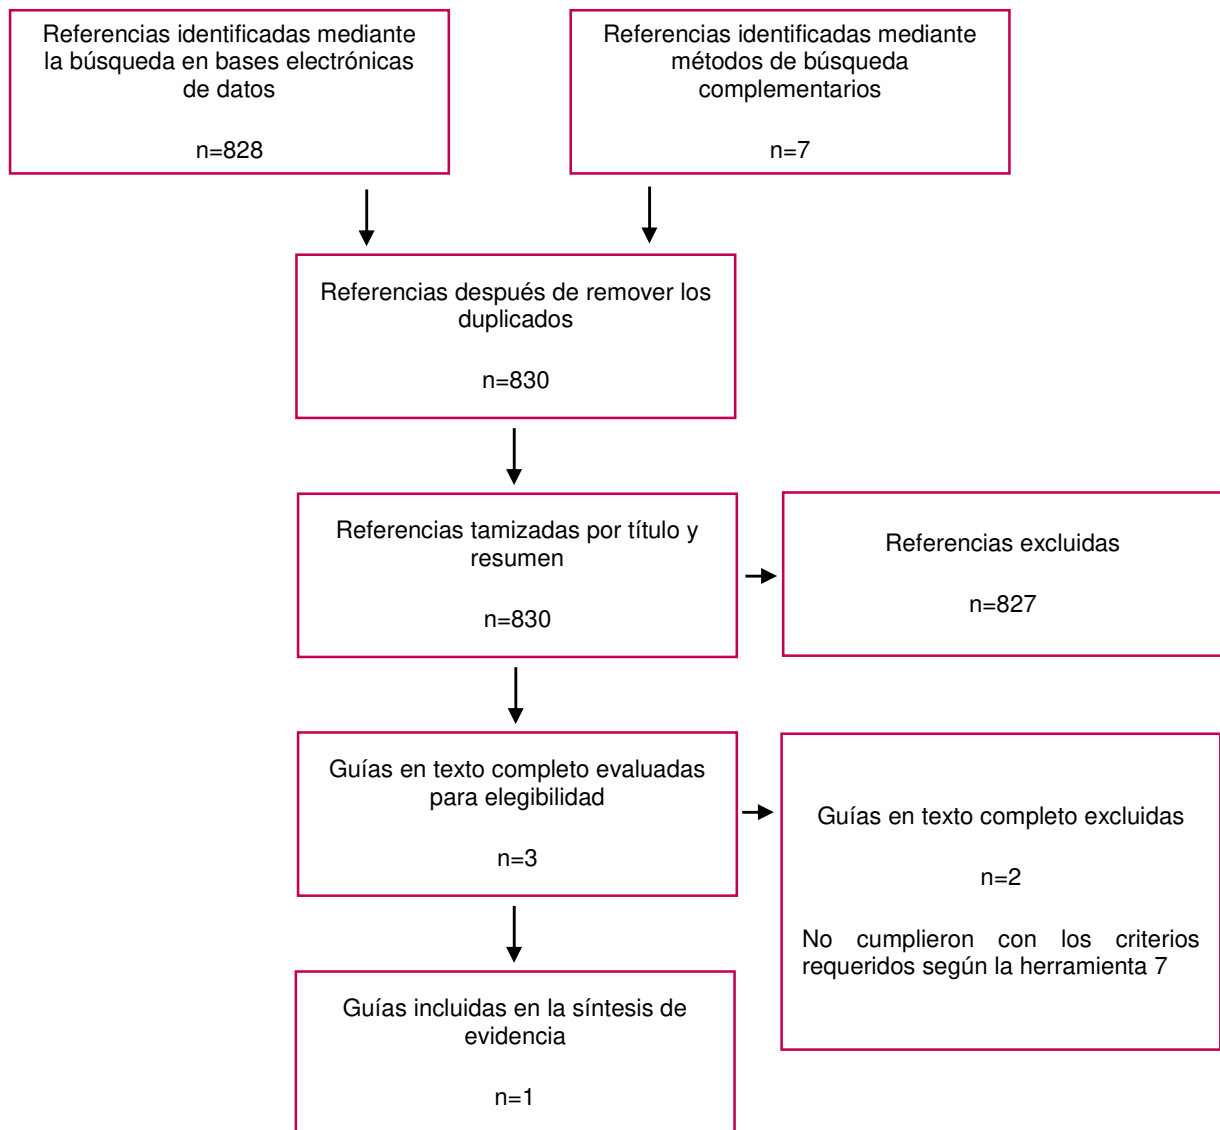 Referencias identificadas mediante
la búsqueda en bases electrónicas
de datos
n=828
Referencias identificadas mediante
métodos de búsqueda
complementarios
n=7
Referencias después de remover los
duplicados
n=830
Referencias tamizadas por título y
resumen
n=830
Referencias excluidas
n=827
Guías en texto completo evaluadas
para elegibilidad
n=3
Guías en texto completo excluidas
n=2
No cumplieron con los criterios
requeridos según la herramienta 7
Guías incluidas en la síntesis de
evidencia
n=1